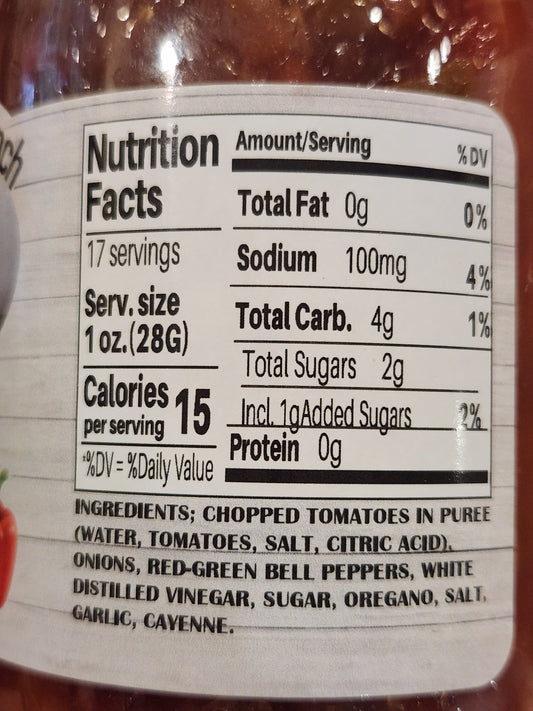 Nutrition
Facts
17 servings
Serv. size
1 oz.(28G)
Calories 15
per serving
*%DV = %Daily Value
Amount/Serving % DV
Total Fat 0g 0%
Sodium 100mg 4%
Total Carb. 4g 1%
Total Sugars 2g
Incl. 1gAdded Sugars 2%
Protein 0g
INGREDIENTS; CHOPPED TOMATOES IN PUREE
(WATER, TOMATOES, SALT, CITRIC ACID),
ONIONS, RED-GREEN BELL PEPPERS, WHITE
DISTILLED VINEGAR, SUGAR, OREGANO, SALT,
GARLIC, CAYENNE.